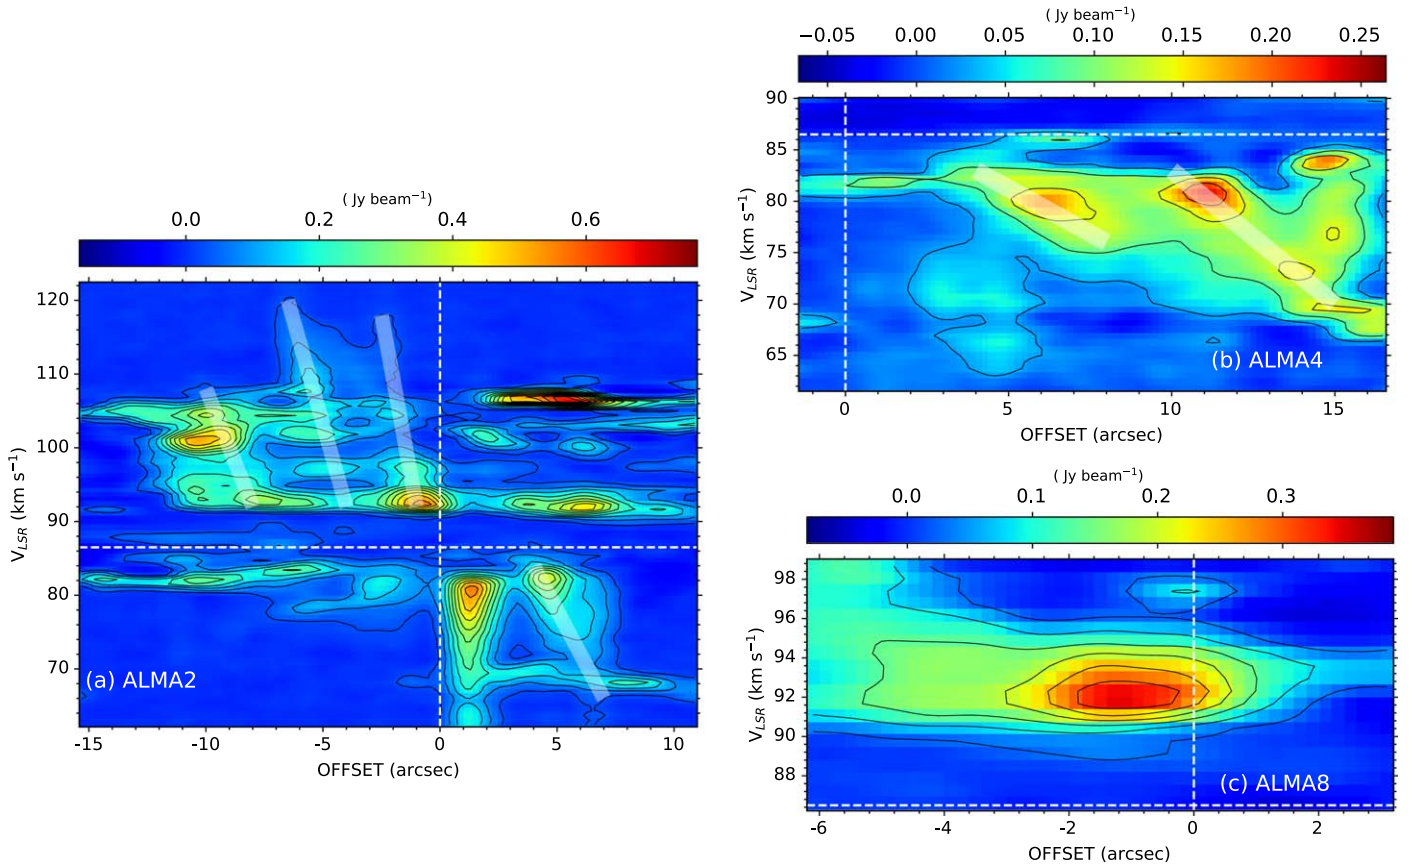 ( Jy beam⁻¹)
0.0 0.2 0.4 0.6
120
110
100
90
80
70
V_LSR (km s⁻¹)
(a) ALMA2
-15 -10 -5 0 5 10
OFFSET (arcsec)
( Jy beam⁻¹)
−0.05 0.00 0.05 0.10 0.15 0.20 0.25
90
85
80
75
70
65
V_LSR (km s⁻¹)
(b) ALMA4
0 5 10 15
OFFSET (arcsec)
( Jy beam⁻¹)
0.0 0.1 0.2 0.3
98
96
94
92
90
88
V_LSR (km s⁻¹)
(c) ALMA8
-6 -4 -2 0 2
OFFSET (arcsec)